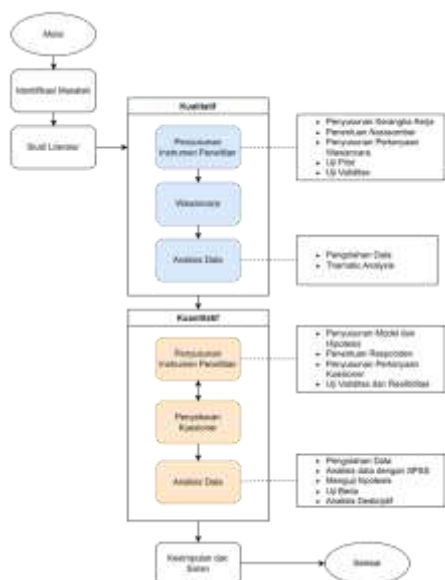 Mulai
Identifikasi Masalah
Studi Literatur
Kualitatif
Penyusunan
Instrumen Penelitian
Penyusunan Kerangka Kerja
Penentuan Narasumber
Penyusunan Pertanyaan
Wawancara
Uji Pilot
Uji Validitas
Wawancara
Analisis Data
Pengolahan Data
Thematic Analysis
Kuantitatif
Penyusunan
Instrumen Penelitian
Penyusunan Model dan
Hipotesis
Penentuan Responden
Penyusunan Pertanyaan
Kuesioner
Uji Validitas dan Realibilitas
Penyebaran
Kuesioner
Analisis Data
Pengolahan Data
Analisis data dengan SPSS
Menguji hipotesis
Uji Beda
Analisis Deskriptif
Kesimpulan dan
Saran
Selesai